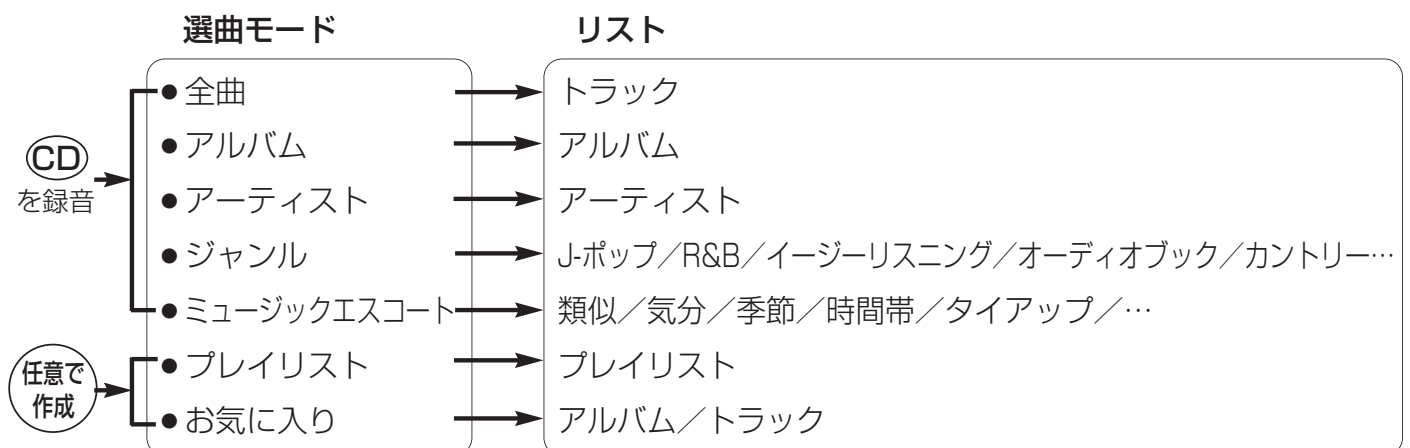 選曲モード リスト
●全曲 トラック
●アルバム アルバム
CD
を録音
●アーティスト アーティスト
●ジャンル J-ポップ／R&B／イージーリスニング／オーディオブック／カントリー…
●ミュージックエスコート 類似／気分／季節／時間帯／タイアップ／…
任意で
作成
●プレイリスト プレイリスト
●お気に入り アルバム／トラック